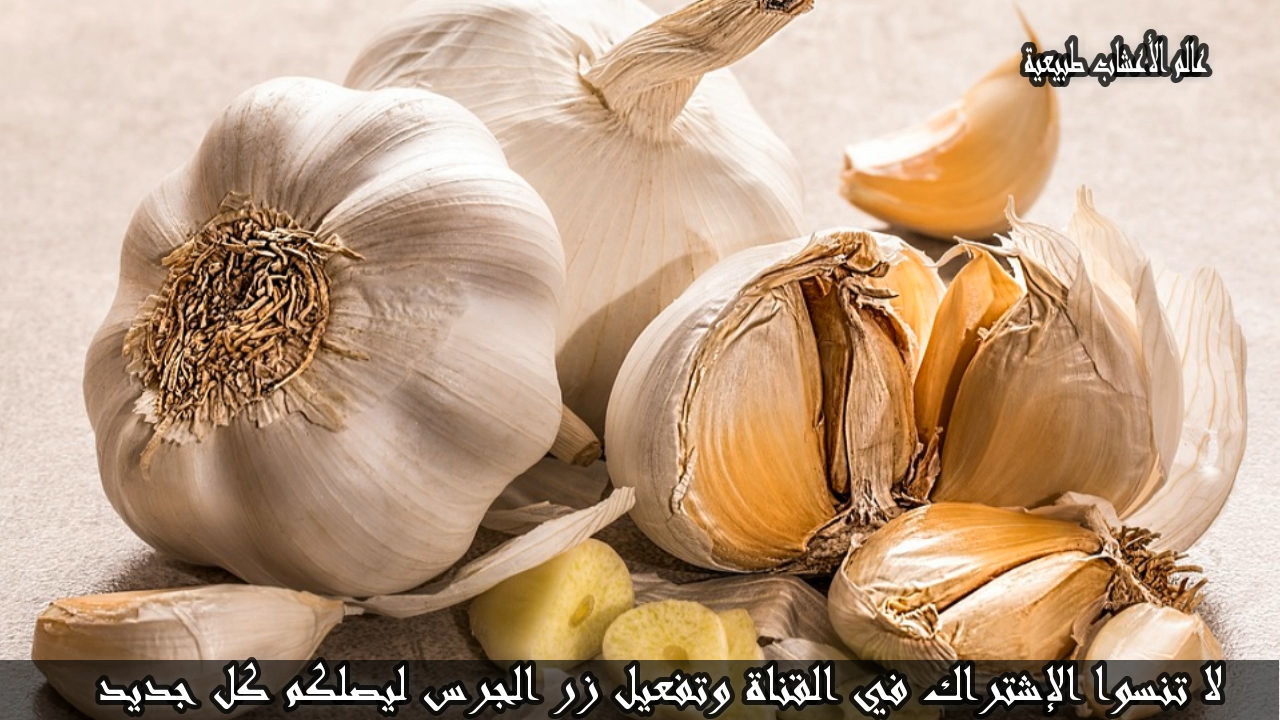 عالم الأعشاب طبيعية
لا تنسوا الإشتراك في القناة وتفعيل زر الجرس ليصلكم كل جديد